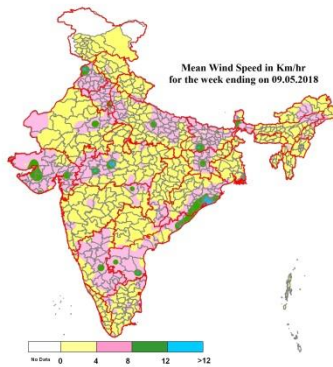 Mean Wind Speed in Km/hr
for the week ending on 09.05.2018
No Data 0 4 8 12 >12